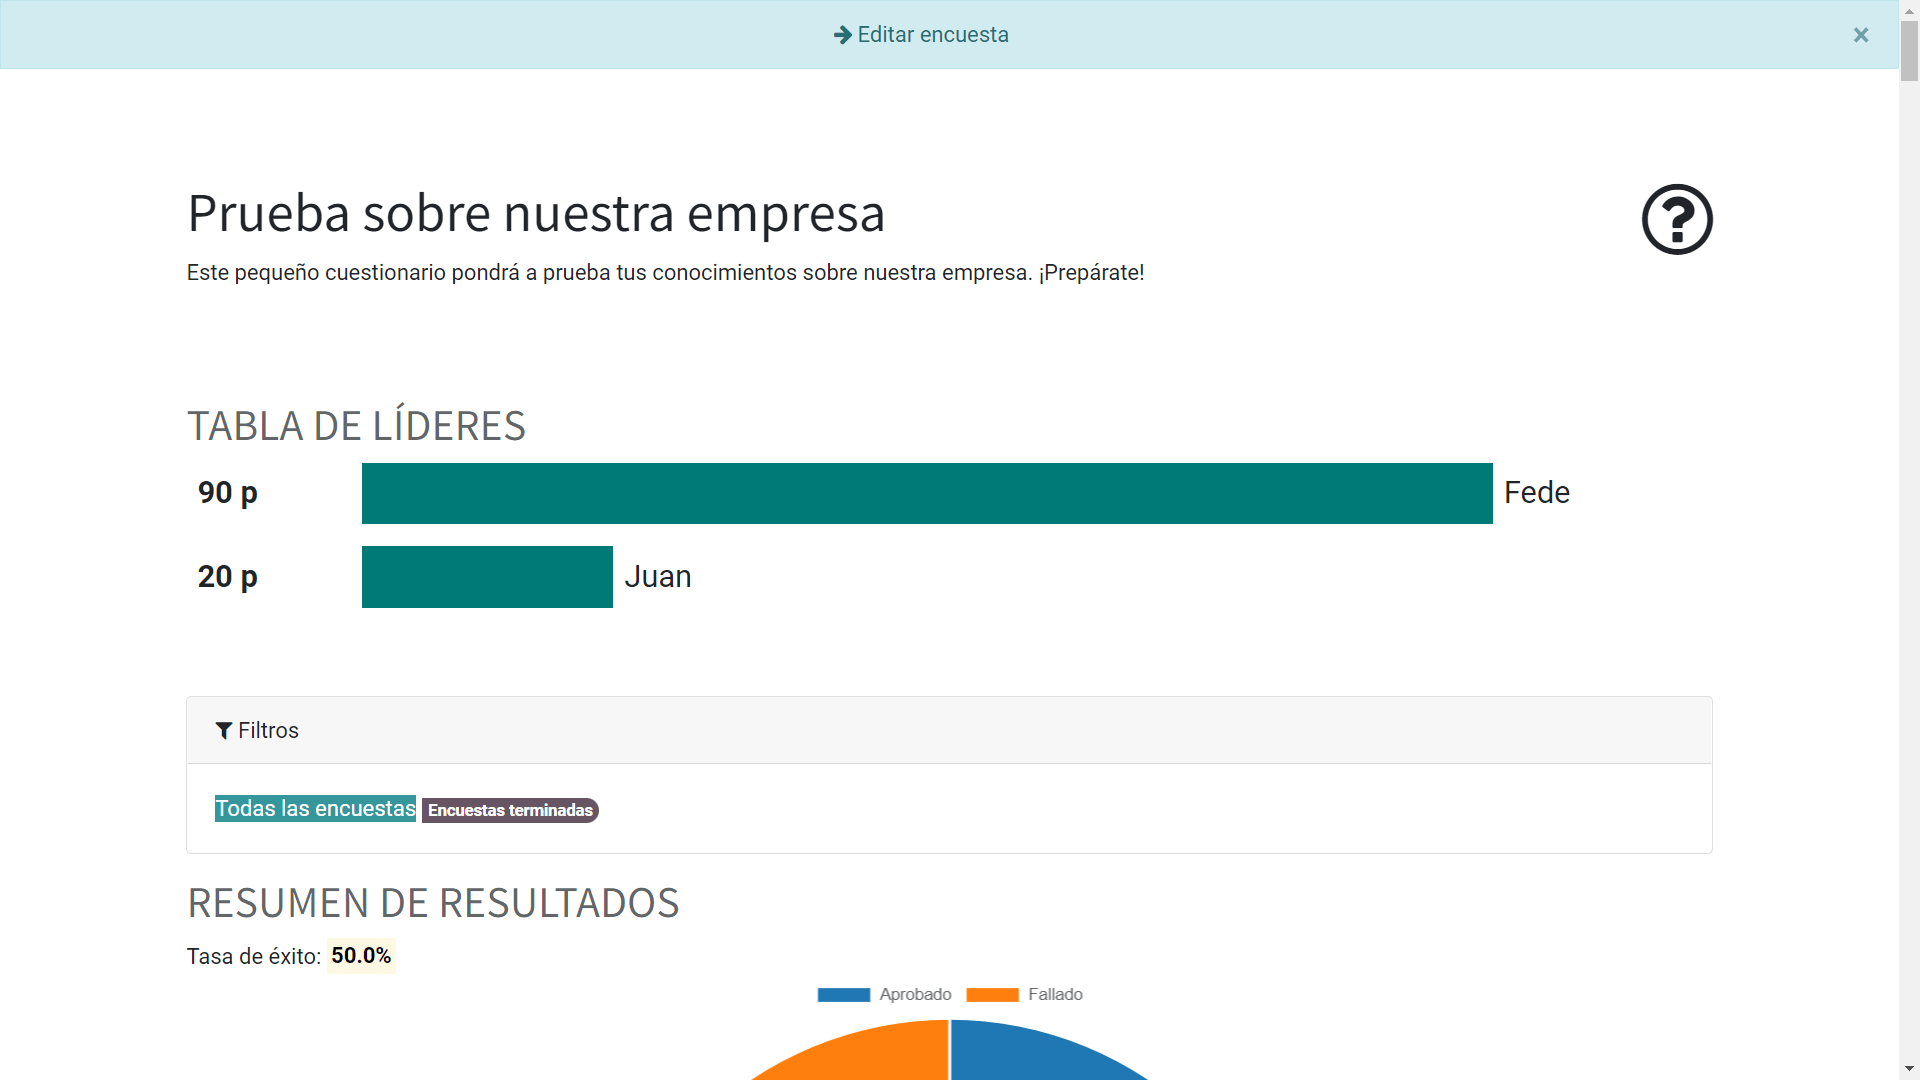 Editar encuesta
×
Prueba sobre nuestra empresa
Este pequeño cuestionario pondrá a prueba tus conocimientos sobre nuestra empresa. ¡Prepárate!
TABLA DE LÍDERES
90 p Fede
20 p Juan
Filtros
Todas las encuestas Encuestas terminadas
RESUMEN DE RESULTADOS
Tasa de éxito: 50.0%
Aprobado Fallado